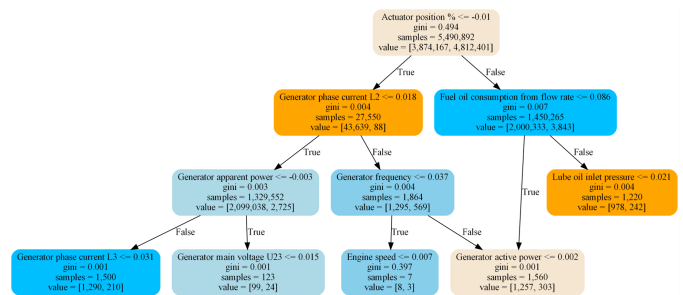 Actuator position % <= -0.01
gini = 0.494
samples = 5,490,892
value = [3,874,167, 4,812,401]
True
False
Generator phase current L2 <= 0.018
gini = 0.004
samples = 27,550
value = [43,639, 88]
Fuel oil consumption from flow rate <= 0.086
gini = 0.007
samples = 1,450,265
value = [2,000,333, 3,843]
True
False
True
False
Generator apparent power <= -0.003
gini = 0.003
samples = 1,329,552
value = [2,099,038, 2,725]
Generator frequency <= 0.037
gini = 0.004
samples = 1,864
value = [1,295, 569]
Lube oil inlet pressure <= 0.021
gini = 0.004
samples = 1,220
value = [978, 242]
False
True
True
False
Generator phase current L3 <= 0.031
gini = 0.001
samples = 1,500
value = [1,290, 210]
Generator main voltage U23 <= 0.015
gini = 0.001
samples = 123
value = [99, 24]
Engine speed <= 0.007
gini = 0.397
samples = 7
value = [8, 3]
Generator active power <= 0.002
gini = 0.001
samples = 1,560
value = [1,257, 303]